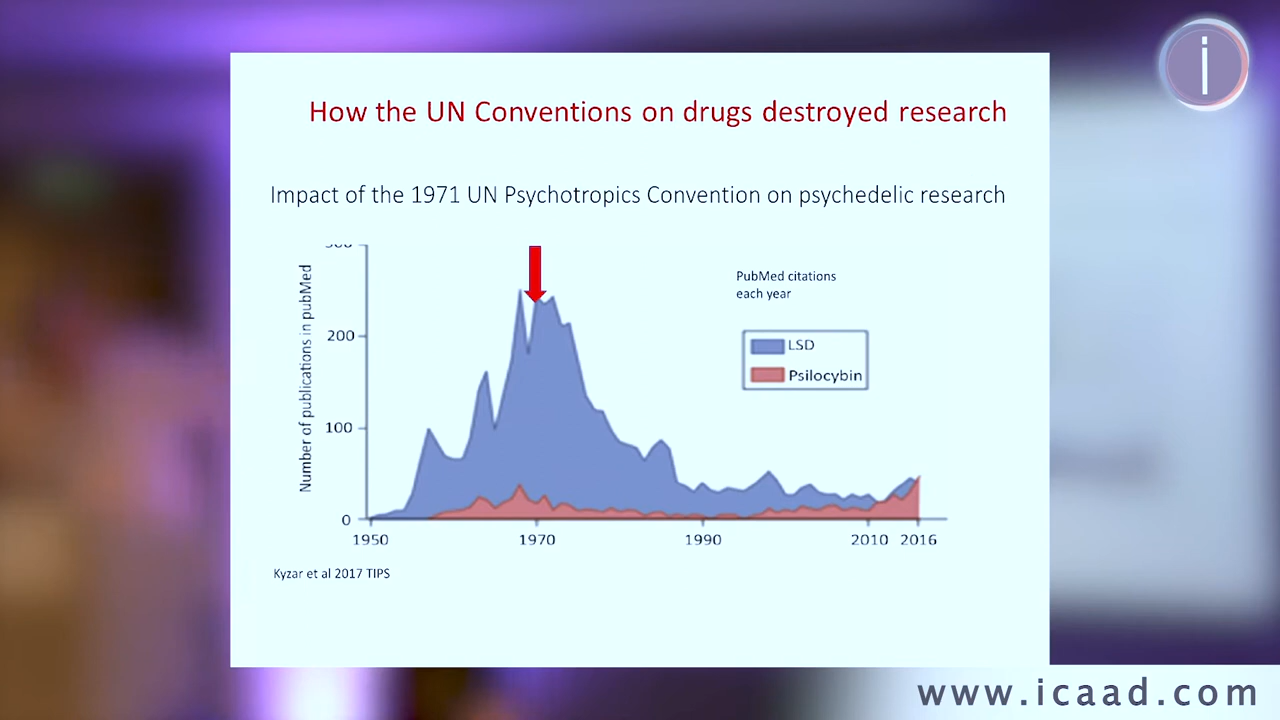 i
How the UN Conventions on drugs destroyed research
Impact of the 1971 UN Psychotropics Convention on psychedelic research
Number of publications in pubMed
200
100
0
1950
1970
1990
2010
2016
PubMed citations
each year
LSD
Psilocybin
Kyzar et al 2017 TIPS
www.icaad.com